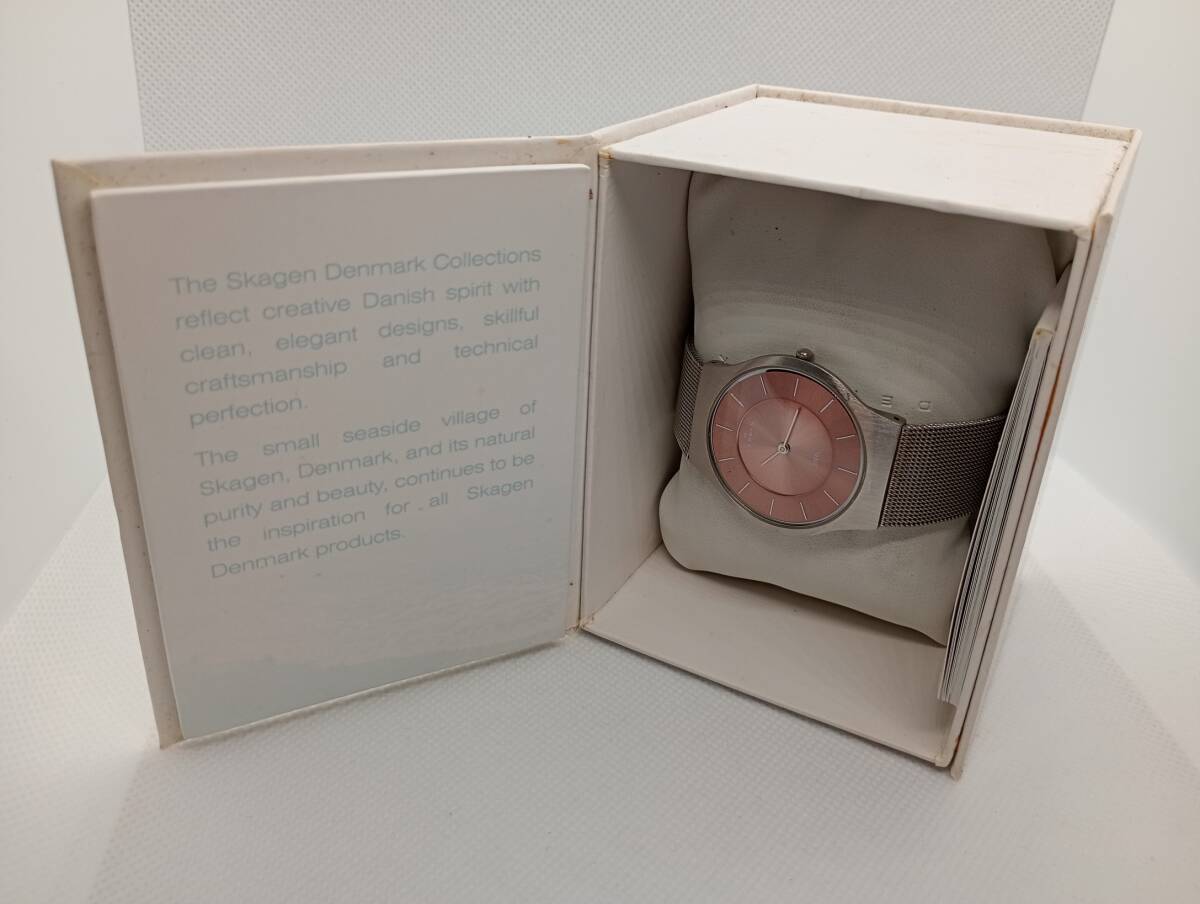 The Skagen Denmark Collections
reflect creative Danish spirit with
clean, elegant designs, skillful
craftsmanship and technical
perfection.
The small seaside village of
Skagen, Denmark, and its natural
purity and beauty, continues to be
the inspiration for all Skagen
Denmark products.